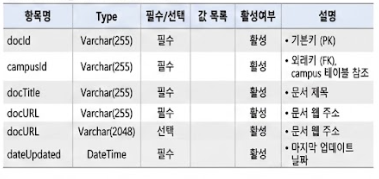 항목명 Type 필수/선택 값 목록 활성여부 설명
docId Varchar(255) 필수 활성 • 기본키 (PK)
campusId Varchar(255) 필수 활성 • 외래키 (FK),
campus 테이블 참조
docTitle Varchar(255) 필수 활성 • 문서 제목
docURL Varchar(255) 필수 활성 • 문서 웹 주소
docURL Varchar(2048) 선택 활성 • 문서 웹 주소
dateUpdated DateTime 필수 활성 • 마지막 업데이트
날짜